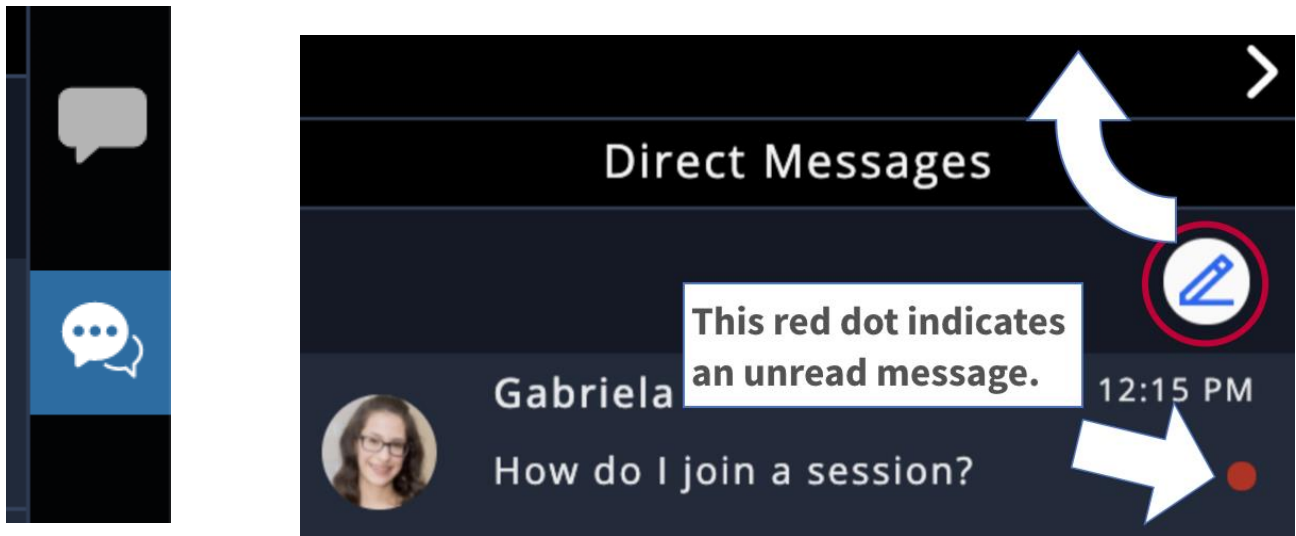 Direct Messages
This red dot indicates
an unread message.
Gabriela
12:15 PM
How do I join a session?